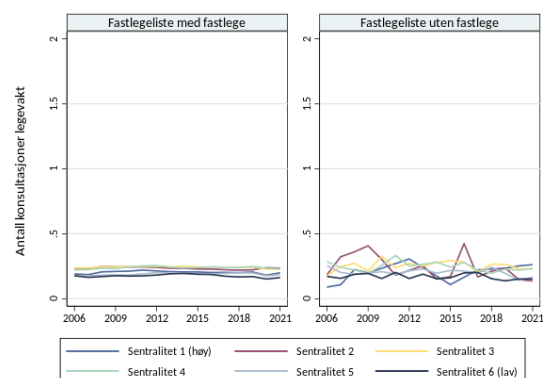 Fastlegeliste med fastlege
Fastlegeliste uten fastlege
Antall konsultasjoner legevakt
2
1.5
1
.5
0
2
1.5
1
.5
0
2006 2009 2012 2015 2018 2021
2006 2009 2012 2015 2018 2021
Sentralitet 1 (høy) Sentralitet 2 Sentralitet 3
Sentralitet 4 Sentralitet 5 Sentralitet 6 (lav)